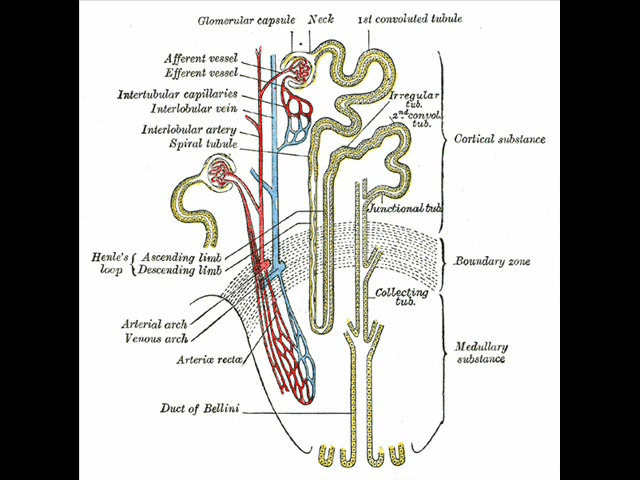 Glomerular capsule
Neck
1st convoluted tubule
Afferent vessel
Efferent vessel
Intertubular capillaries
Interlobular vein
Interlobular artery
Spiral tubule
Irregular
tub.
2nd convol.
tub.
Cortical substance
Junctional tub.
Henle's
loop
Ascending limb
Descending limb
Boundary zone
Collecting
tub.
Arterial arch
Venous arch
Arteriæ rectæ
Medullary
substance
Duct of Bellini